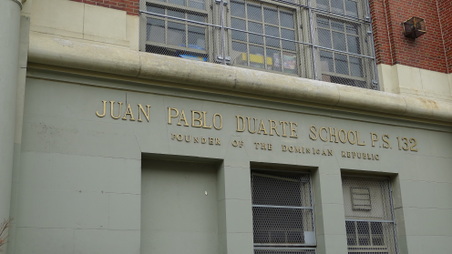 JUAN PABLO DUARTE SCHOOL P.S. 132
FOUNDER OF THE DOMINICAN REPUBLIC